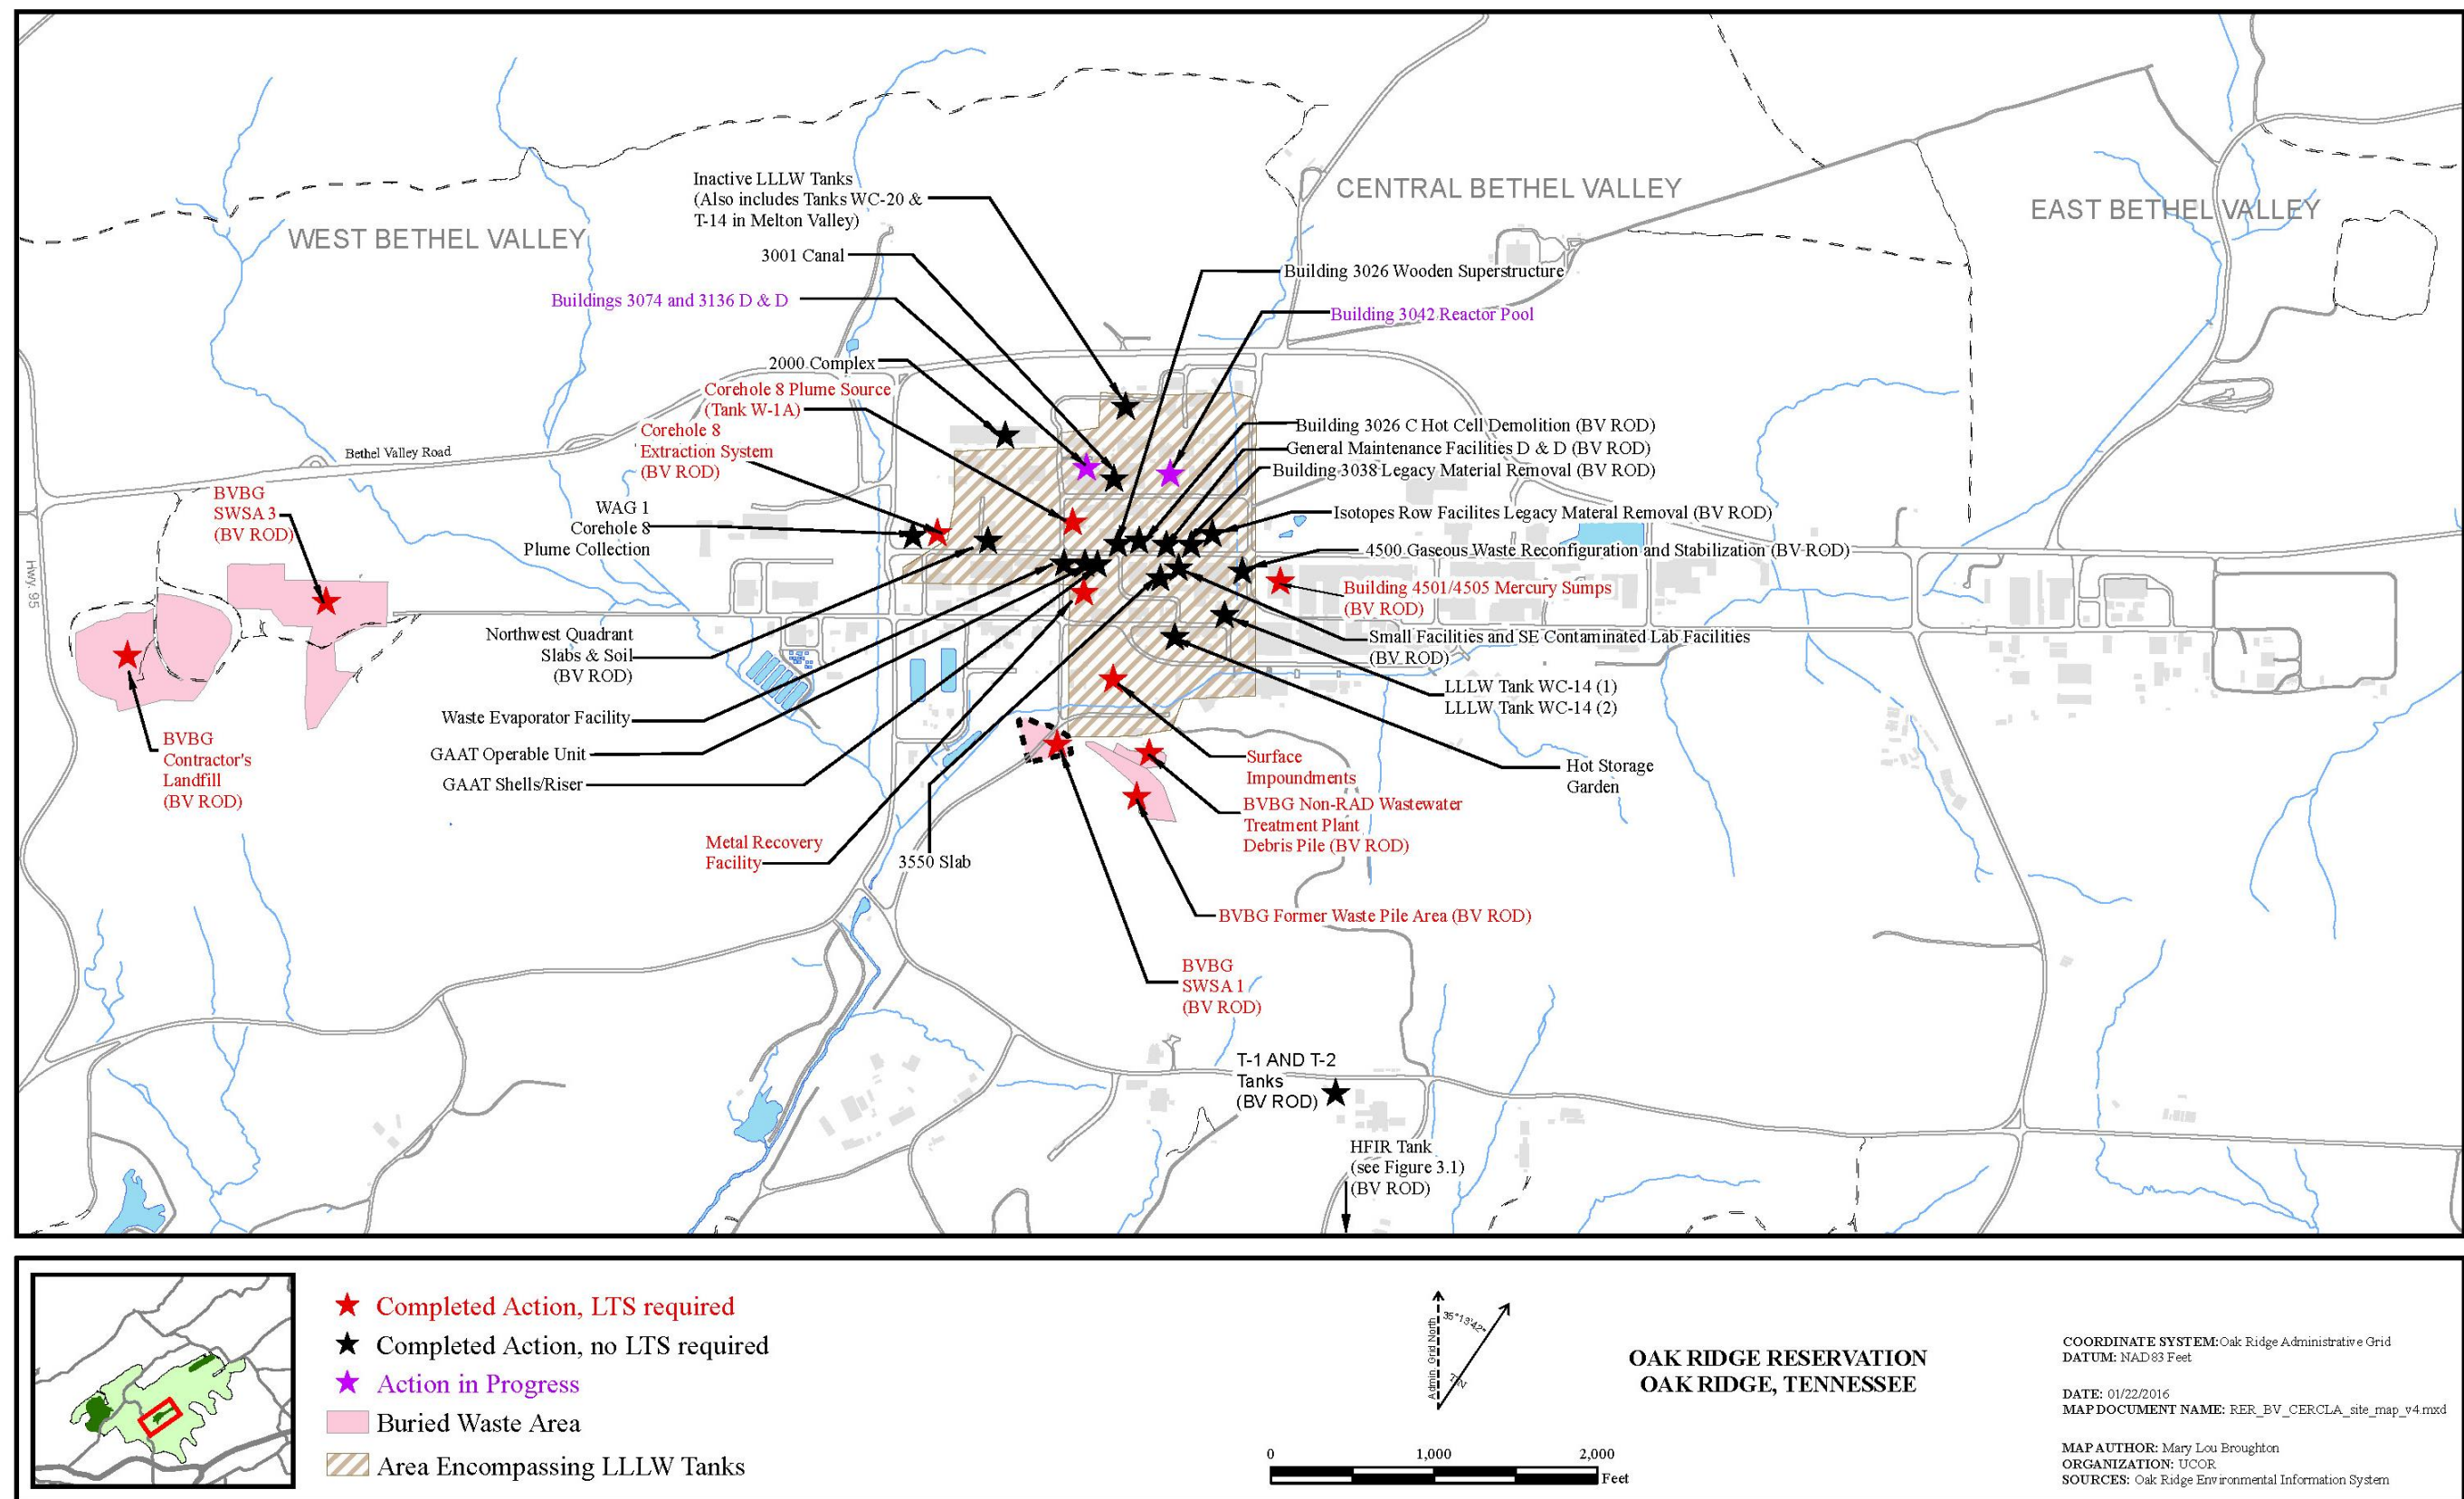 WEST BETHEL VALLEY
CENTRAL BETHEL VALLEY
EAST BETHEL VALLEY
Inactive LLLW Tanks
(Also includes Tanks WC-20 &
T-14 in Melton Valley)
3001 Canal
Buildings 3074 and 3136 D & D
2000 Complex
Corehole 8 Plume Source
(Tank W-1A)
Corehole 8
Extraction System
(BV ROD)
Bethel Valley Road
BVBG
SWSA 3
(BV ROD)
WAG 1
Corehole 8
Plume Collection
Hwy 95
Northwest Quadrant
Slabs & Soil
(BV ROD)
Waste Evaporator Facility
GAAT Operable Unit
GAAT Shells/Riser
BVBG
Contractor's
Landfill
(BV ROD)
Metal Recovery
Facility
3550 Slab
Building 3026 Wooden Superstructure
Building 3042 Reactor Pool
Building 3026 C Hot Cell Demolition (BV ROD)
General Maintenance Facilities D & D (BV ROD)
Building 3038 Legacy Material Removal (BV ROD)
Isotopes Row Facilites Legacy Materal Removal (BV ROD)
4500 Gaseous Waste Reconfiguration and Stabilization (BV ROD)
Building 4501/4505 Mercury Sumps
(BV ROD)
Small Facilities and SE Contaminated Lab Facilities
(BV ROD)
LLLW Tank WC-14 (1)
LLLW Tank WC-14 (2)
Hot Storage
Garden
Surface
Impoundments
BVBG Non-RAD Wastewater
Treatment Plant
Debris Pile (BV ROD)
BVBG Former Waste Pile Area (BV ROD)
BVBG
SWSA 1
(BV ROD)
T-1 AND T-2
Tanks
(BV ROD)
HFIR Tank
(see Figure 3.1)
(BV ROD)
Completed Action, LTS required
Completed Action, no LTS required
Action in Progress
Buried Waste Area
Area Encompassing LLLW Tanks
Admin. Grid North
35°13'42"
TN
0 1,000 2,000
Feet
OAK RIDGE RESERVATION
OAK RIDGE, TENNESSEE
COORDINATE SYSTEM:Oak Ridge Administrative Grid
DATUM: NAD83 Feet
DATE: 01/22/2016
MAP DOCUMENT NAME: RER_BV_CERCLA_site_map_v4.mxd
MAP AUTHOR: Mary Lou Broughton
ORGANIZATION: UCOR
SOURCES: Oak Ridge Environmental Information System